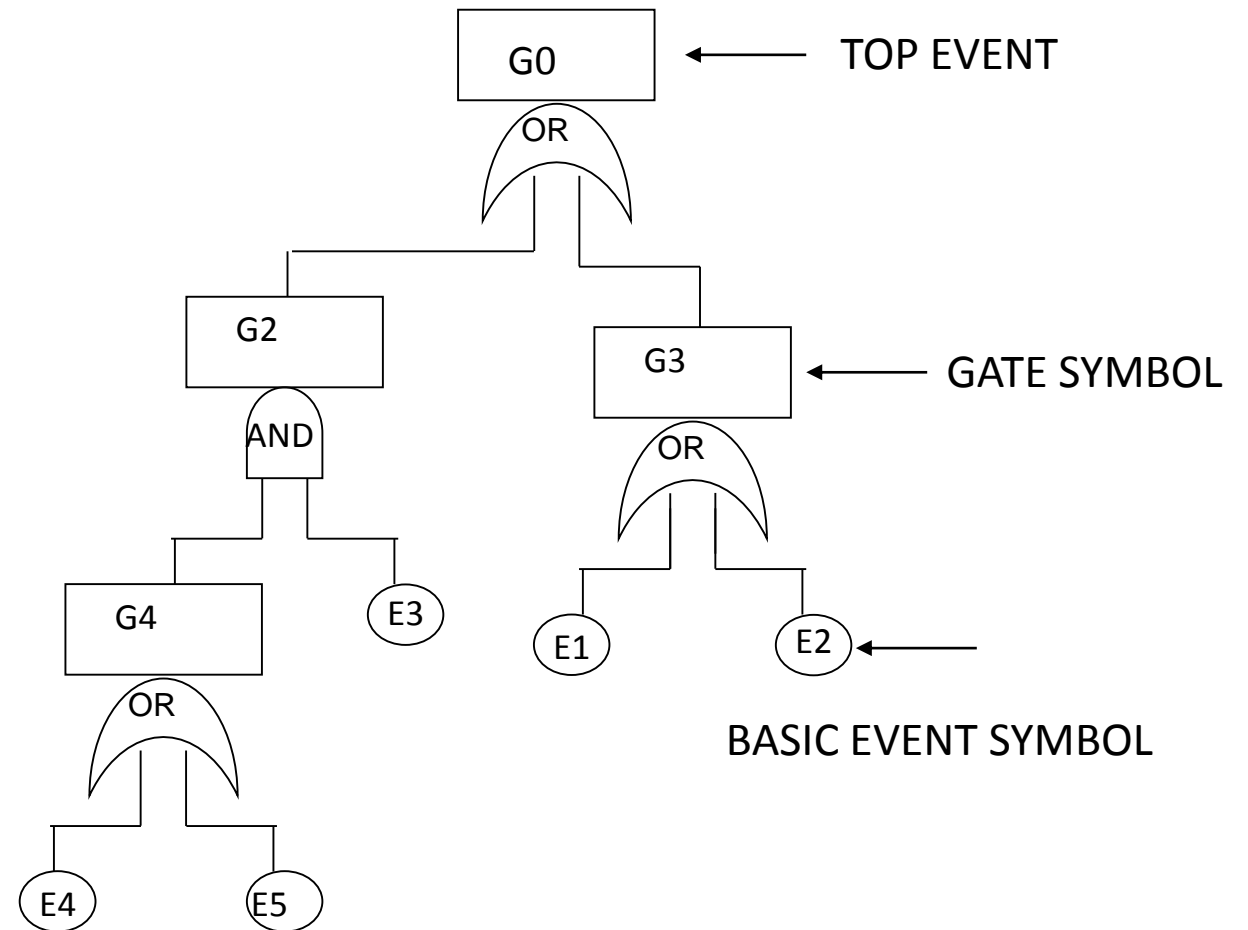 G0
TOP EVENT
OR
G2
G3
GATE SYMBOL
AND
OR
G4
E3
E1
E2
OR
BASIC EVENT SYMBOL
E4
E5